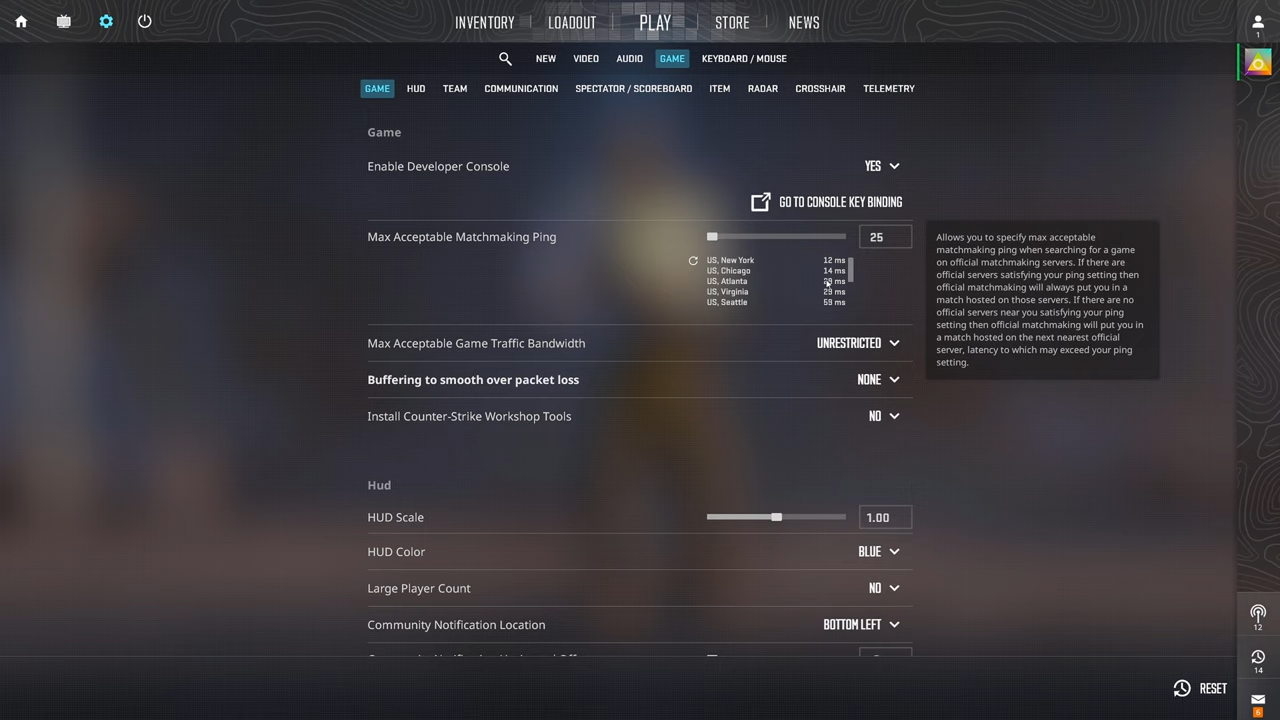 INVENTORY LOADOUT PLAY STORE NEWS
1
NEW VIDEO AUDIO GAME KEYBOARD / MOUSE
GAME HUD TEAM COMMUNICATION SPECTATOR / SCOREBOARD ITEM RADAR CROSSHAIR TELEMETRY
Game
Enable Developer Console YES
GO TO CONSOLE KEY BINDING
Max Acceptable Matchmaking Ping 25
US, New York 12 ms
US, Chicago 14 ms
US, Atlanta ms
US, Virginia 29 ms
US, Seattle 59 ms
Allows you to specify max acceptable
matchmaking ping when searching for a game
on official matchmaking servers. If there are
official servers satisfying your ping setting then
official matchmaking will always put you in a
match hosted on those servers. If there are no
official servers near you satisfying your ping
setting then official matchmaking will put you in
a match hosted on the next nearest official
server, latency to which may exceed your ping
setting.
Max Acceptable Game Traffic Bandwidth UNRESTRICTED
Buffering to smooth over packet loss NONE
Install Counter-Strike Workshop Tools NO
Hud
HUD Scale 1.00
HUD Color BLUE
Large Player Count NO
Community Notification Location BOTTOM LEFT
12
14
6
RESET